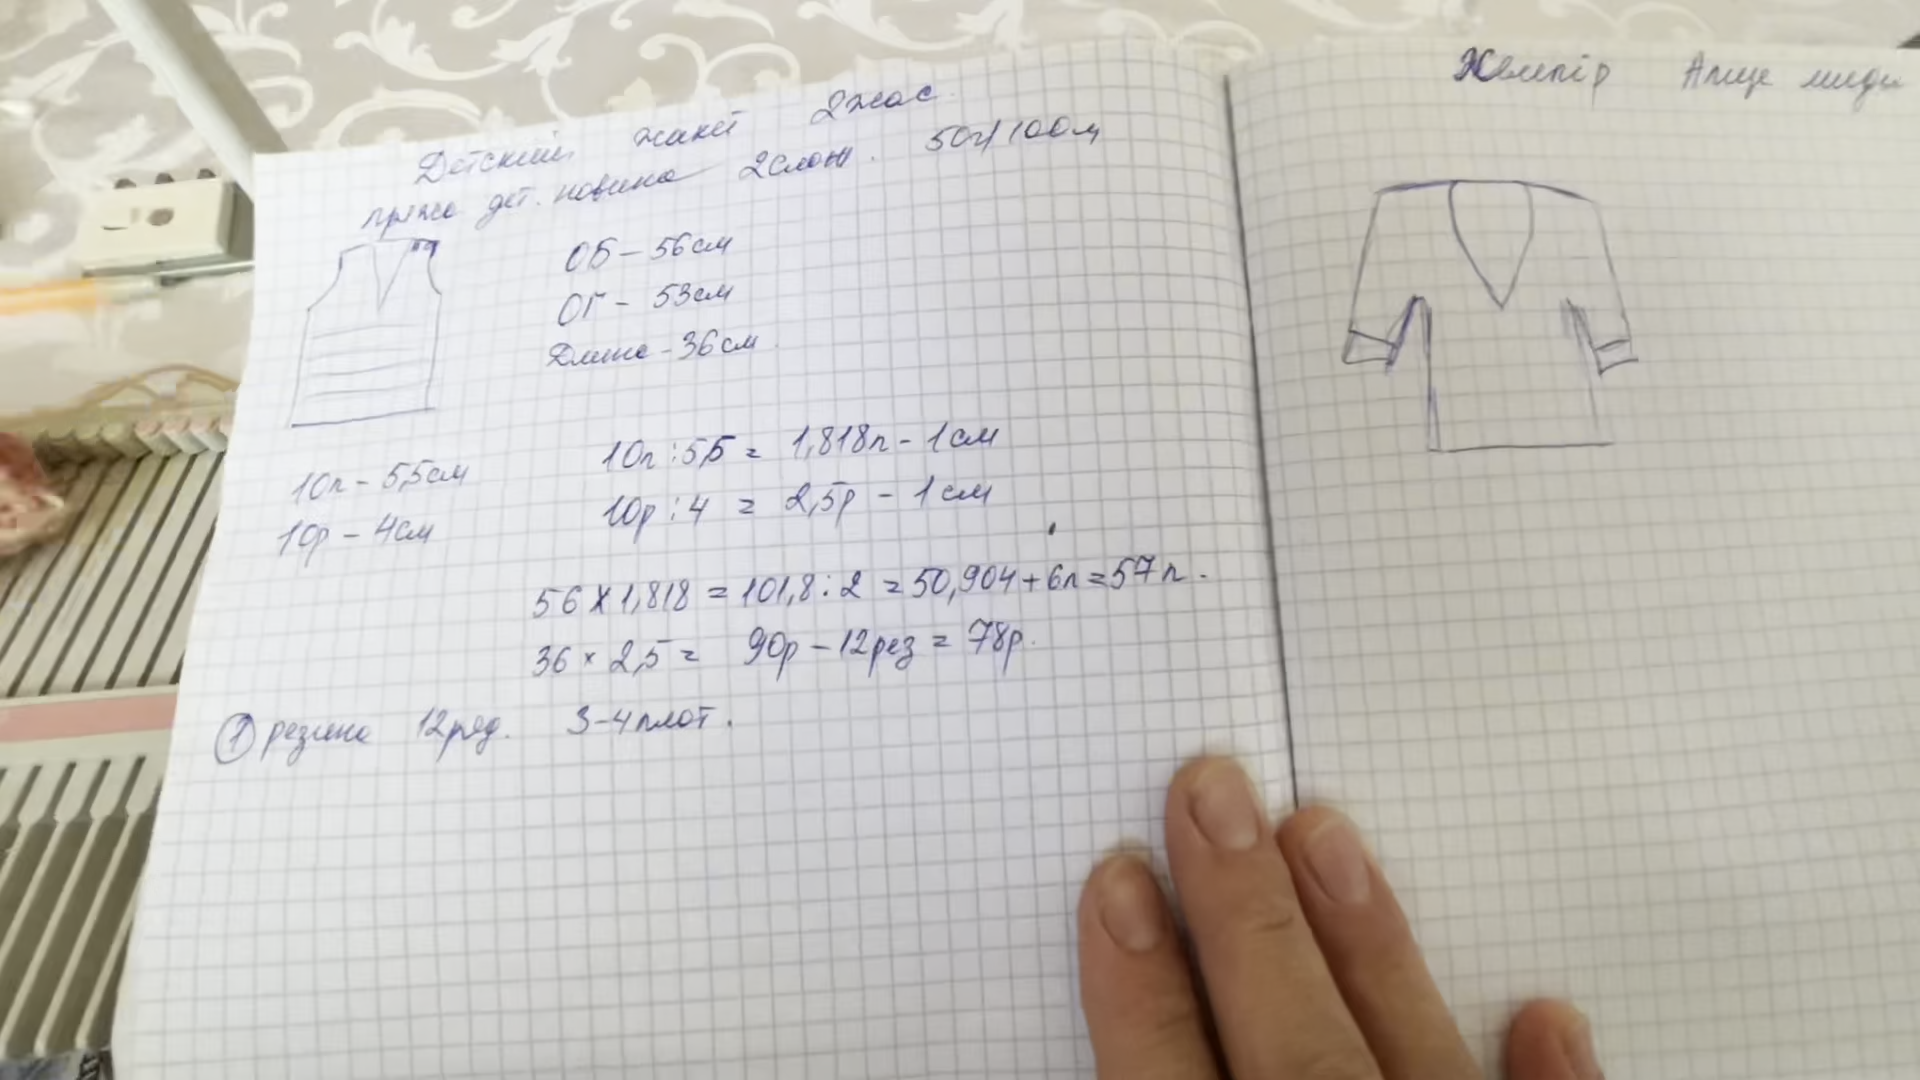 Детский жакет 2жас.
пряжа дет. новинка 2слож. 50г/100м
ОБ – 56см
ОГ – 53см
Длина – 36см.
10п – 5,5см
10р – 4см
10п : 5,5 = 1,818п – 1см
10р : 4 = 2,5р – 1см
56 х 1,818 = 101,8 : 2 = 50,904 + 6п = 57п.
36 х 2,5 = 90р – 12рез = 78р.
① резинка 12ряд. 3-4плот.